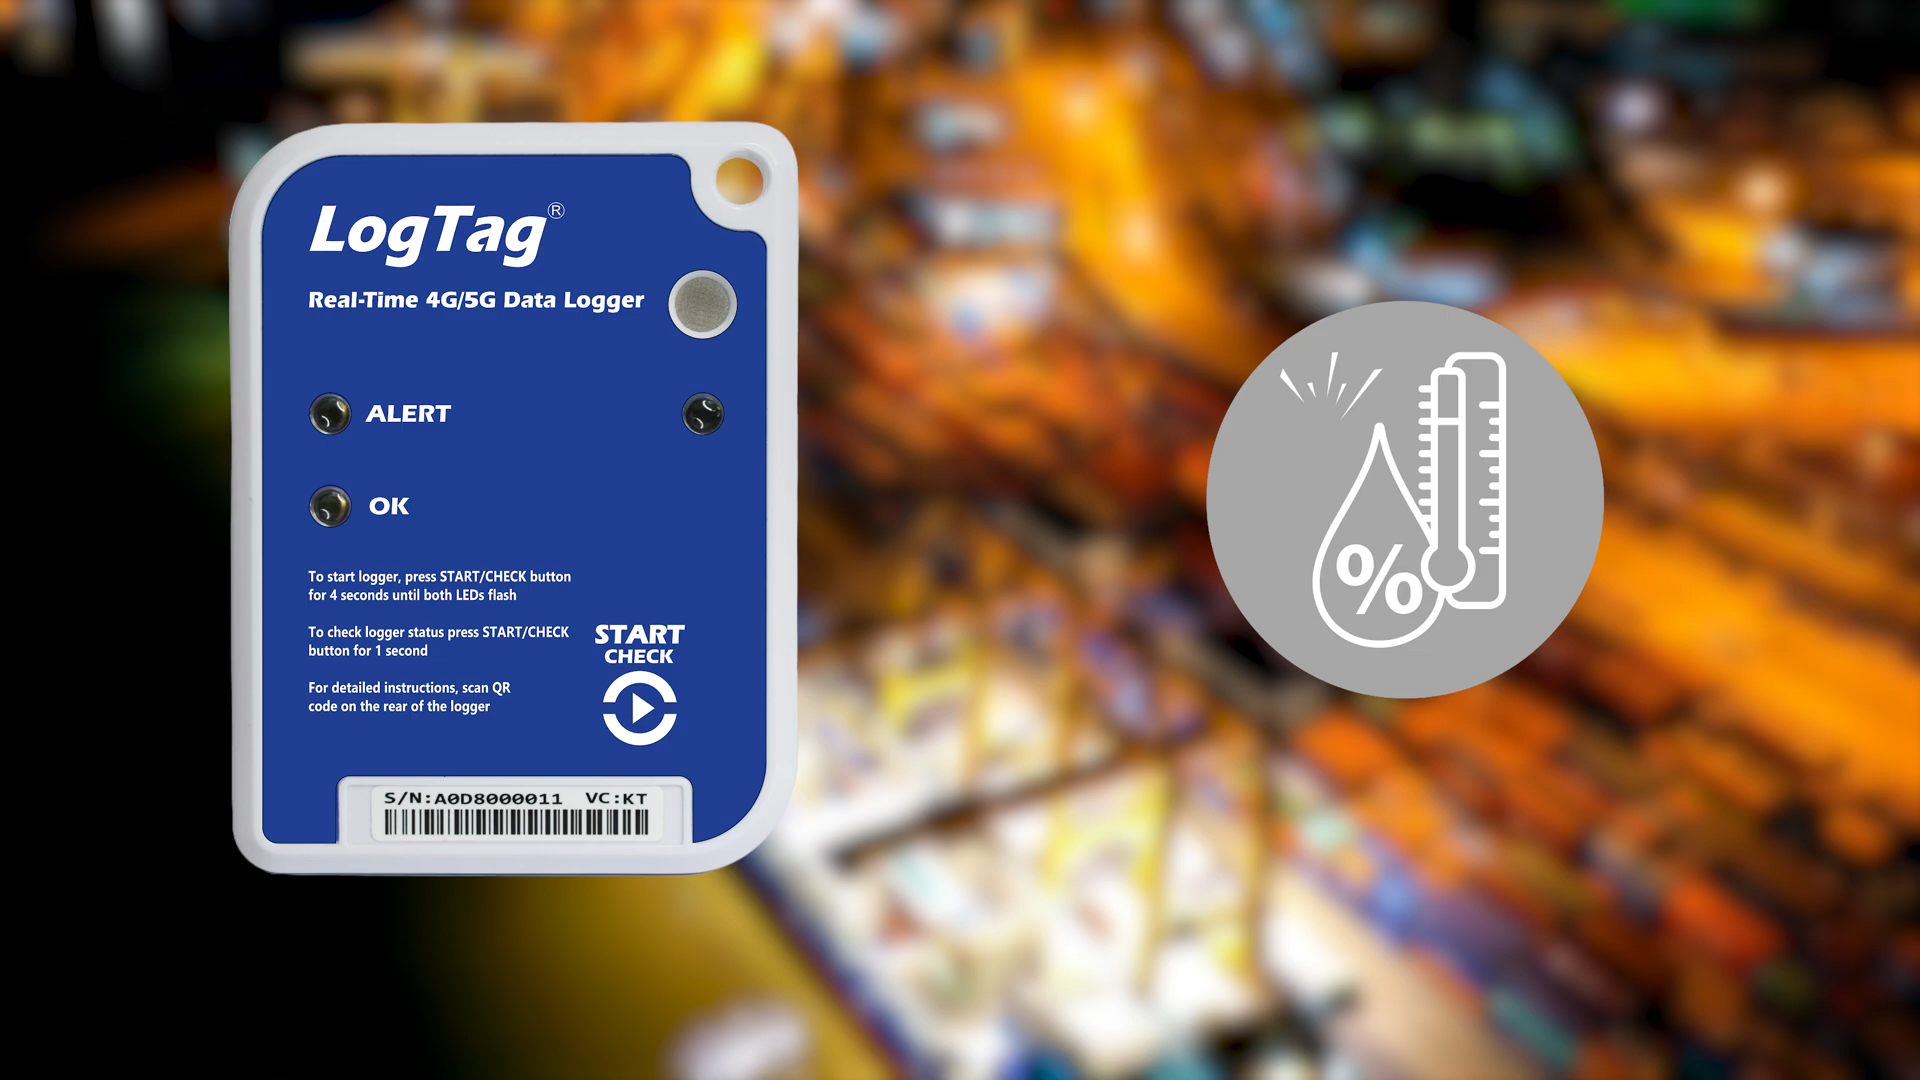 LogTag®
Real-Time 4G/5G Data Logger
ALERT
OK
To start logger, press START/CHECK button
for 4 seconds until both LEDs flash
To check logger status press START/CHECK
button for 1 second
For detailed instructions, scan QR
code on the rear of the logger
START
CHECK
S/N:A0D8000011 VC:KT
%